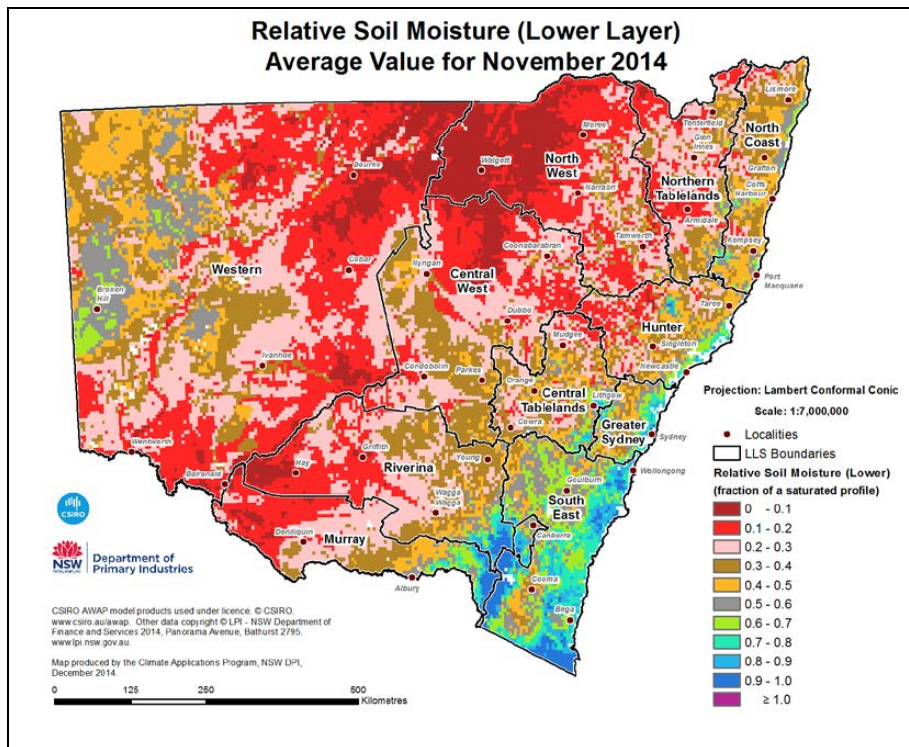 Relative Soil Moisture (Lower Layer)
Average Value for November 2014
Lismore
Tenterfield
Moree
Glen
Innes
North
Coast
Walgett
North
West
Bourke
Grafton
Narrabri
Northern
Tablelands
Coffs
Harbour
Armidale
Tamworth
Kempsey
Coonabarabran
Western
Cobar
Nyngan
Central
West
Port
Macquarie
Broken
Hill
Taree
Dubbo
Hunter
Mudgee
Singleton
Ivanhoe
Newcastle
Condobolin
Parkes
Orange
Central
Tablelands
Lithgow
Projection: Lambert Conformal Conic
Scale: 1:7,000,000
Cowra
Greater
Sydney
Sydney
Localities
Wentworth
Griffith
LLS Boundaries
Riverina
Young
Hay
Balranald
Wollongong
Relative Soil Moisture (Lower)
(fraction of a saturated profile)
Goulburn
South
East
Wagga
Wagga
0 - 0.1
0.1 - 0.2
0.2 - 0.3
0.3 - 0.4
0.4 - 0.5
0.5 - 0.6
0.6 - 0.7
0.7 - 0.8
0.8 - 0.9
0.9 - 1.0
≥ 1.0
Canberra
Deniliquin
Murray
Albury
Cooma
Bega
CSIRO
NSW
Department of
Primary Industries
CSIRO AWAP model products used under licence. © CSIRO.
www.csiro.au/awap. Other data copyright © LPI - NSW Department of
Finance and Services 2014, Panorama Avenue, Bathurst 2795.
www.lpi.nsw.gov.au.
Map produced by the Climate Applications Program, NSW DPI,
December 2014.
0 125 250 500
Kilometres